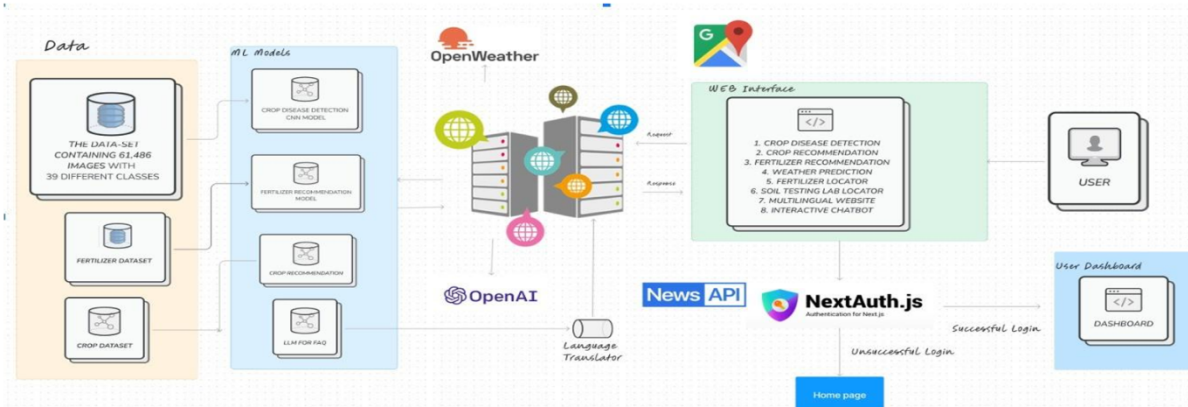 Data
THE DATA-SET
CONTAINING 61,486
IMAGES WITH
39 DIFFERENT CLASSES
FERTILIZER DATASET
CROP DATASET
ML Models
CROP DISEASE DETECTION
CNN MODEL
FERTILIZER RECOMMENDATION
MODEL
CROP RECOMMENDATION
LLM FOR FAQ
OpenWeather
OpenAI
Language
Translator
Request
Response
G
WEB Interface
1. CROP DISEASE DETECTION
2. CROP RECOMMENDATION
3. FERTILIZER RECOMMENDATION
4. WEATHER PREDICTION
5. FERTILIZER LOCATOR
6. SOIL TESTING LAB LOCATOR
7. MULTILINGUAL WEBSITE
8. INTERACTIVE CHATBOT
USER
News API
NextAuth.js
Authentication for Next.js
Successful Login
Unsuccessful Login
Home page
User Dashboard
DASHBOARD